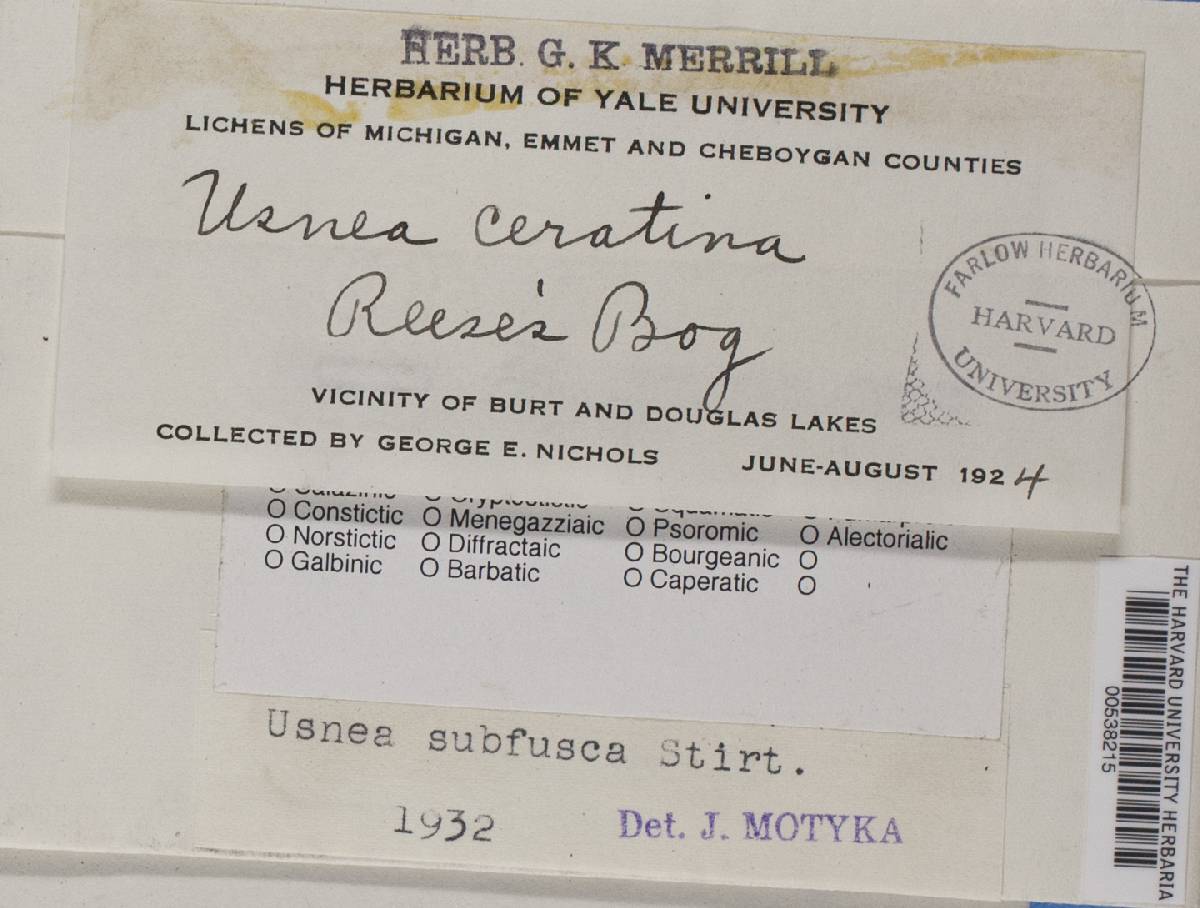 HERB. G. K. MERRILL
HERBARIUM OF YALE UNIVERSITY
LICHENS OF MICHIGAN, EMMET AND CHEBOYGAN COUNTIES
Usnea ceratina
Reese's Bog
FARLOW HERBARIUM
HARVARD
UNIVERSITY
VICINITY OF BURT AND DOUGLAS LAKES
COLLECTED BY GEORGE E. NICHOLS JUNE-AUGUST 1924
O Constictic O Menegazziaic O Psoromic O Alectorialic
O Norstictic O Diffractaic O Bourgeanic O
O Galbinic O Barbatic O Caperatic O
Usnea subfusca Stirt.
1932 Det. J. MOTYKA
THE HARVARD UNIVERSITY HERBARIA
00538215